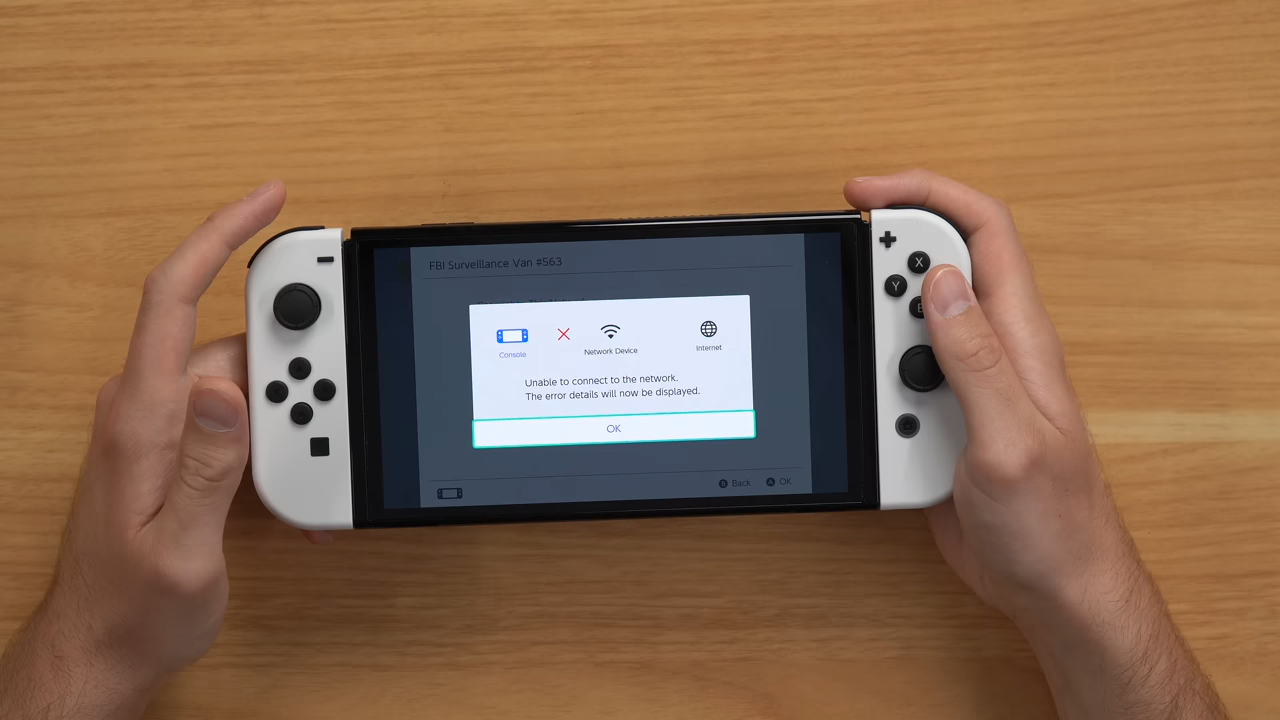 FBI Surveillance Van #563
Console
Network Device
Internet
Unable to connect to the network.
The error details will now be displayed.
OK
Back
OK
X
Y